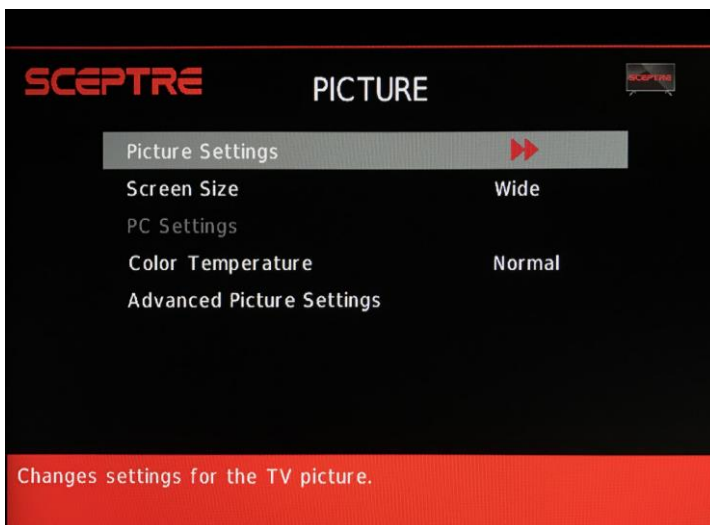 SCEPTRE PICTURE SCEPTRE
Picture Settings
Screen Size Wide
PC Settings
Color Temperature Normal
Advanced Picture Settings
Changes settings for the TV picture.